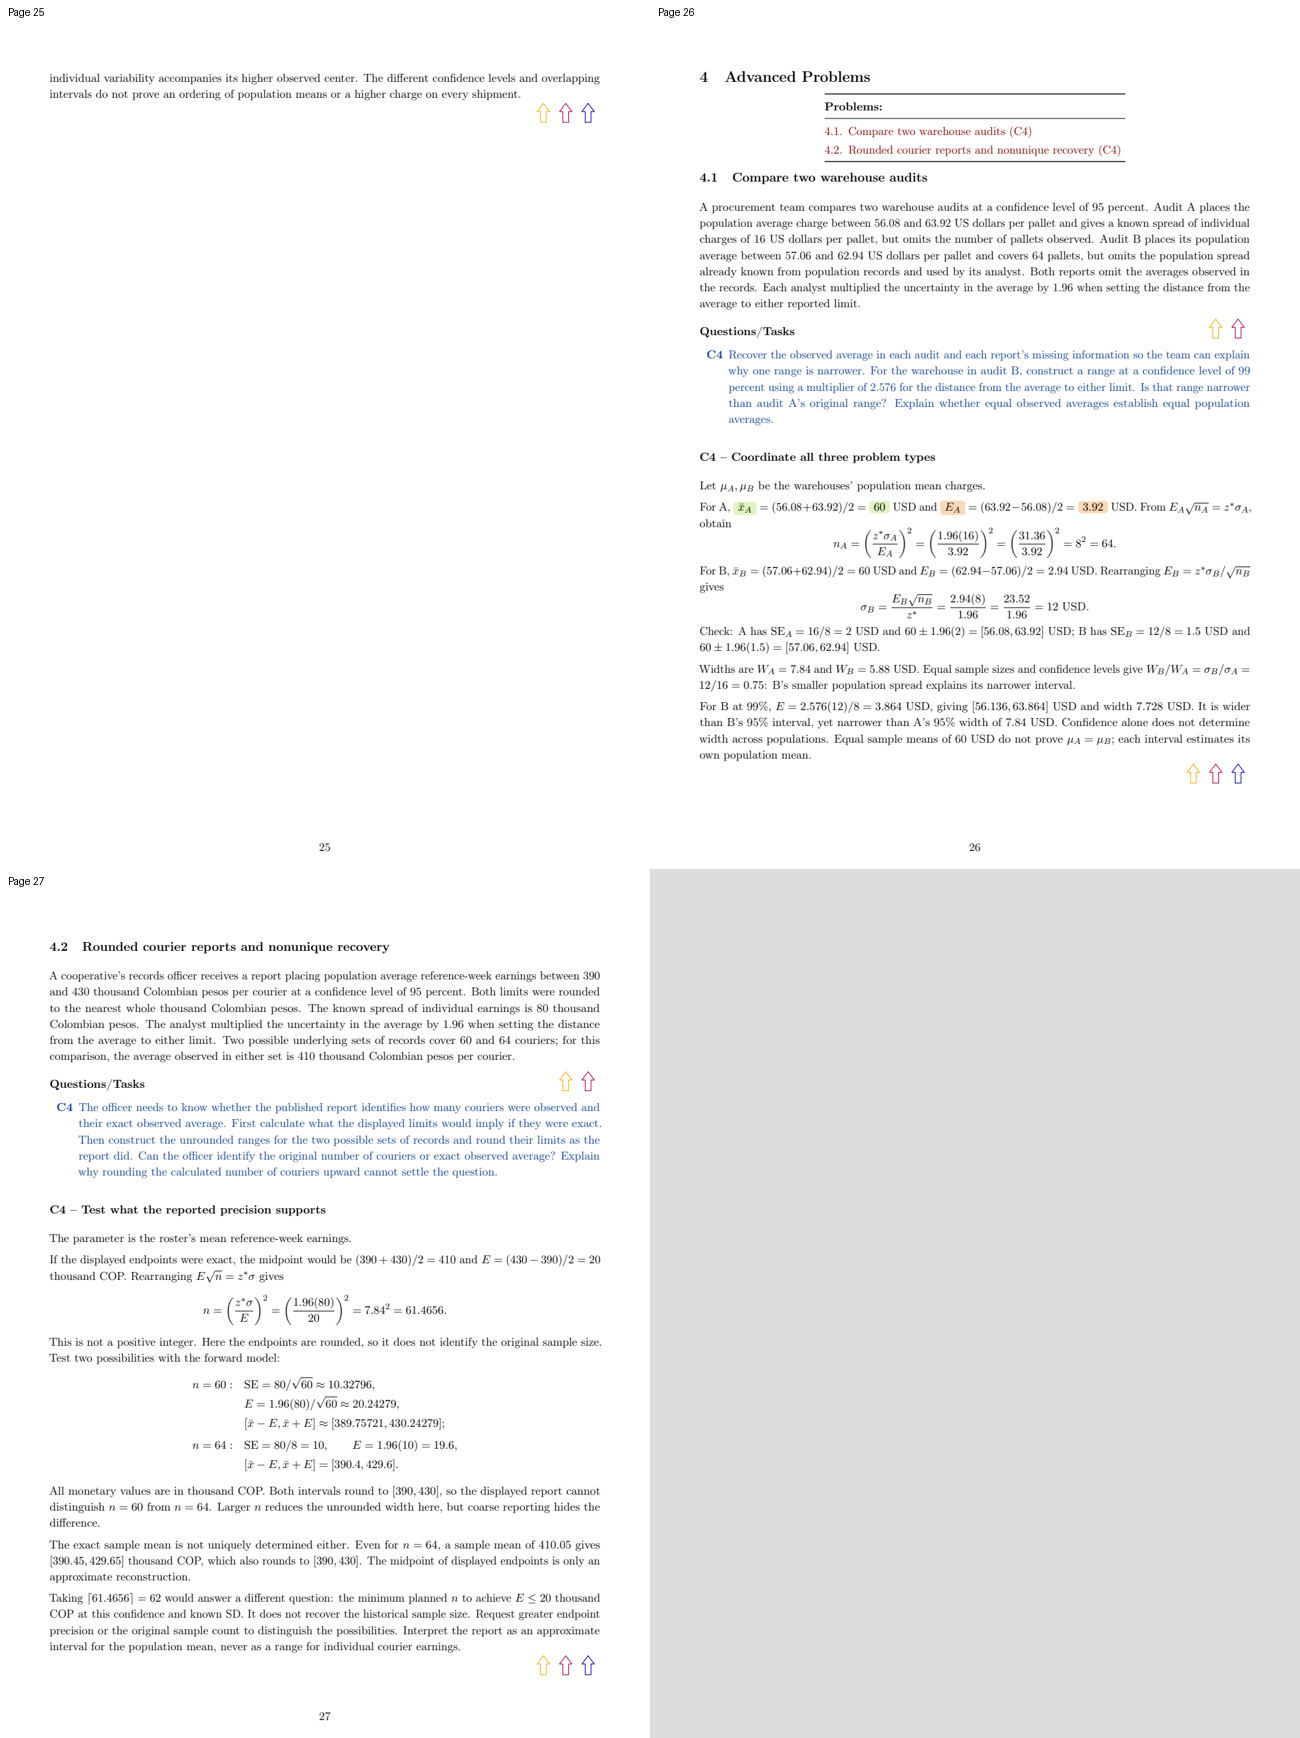 Page 25
individual variability accompanies its higher observed center. The different confidence levels and overlapping
intervals do not prove an ordering of population means or a higher charge on every shipment.
25
Page 26
4 Advanced Problems
Problems:
4.1. Compare two warehouse audits (C4)
4.2. Rounded courier reports and nonunique recovery (C4)
4.1 Compare two warehouse audits
A procurement team compares two warehouse audits at a confidence level of 95 percent. Audit A places the
population average charge between 56.08 and 63.92 US dollars per pallet and gives a known spread of individual
charges of 16 US dollars per pallet, but omits the number of pallets observed. Audit B places its population
average between 57.06 and 62.94 US dollars per pallet and covers 64 pallets, but omits the population spread
already known from population records and used by its analyst. Both reports omit the averages observed in
the records. Each analyst multiplied the uncertainty in the average by 1.96 when setting the distance from the
average to either reported limit.
Questions/Tasks
C4 Recover the observed average in each audit and each report's missing information so the team can explain
why one range is narrower. For the warehouse in audit B, construct a range at a confidence level of 99
percent using a multiplier of 2.576 for the distance from the average to either limit. Is that range narrower
than audit A's original range? Explain whether equal observed averages establish equal population
averages.
C4 – Coordinate all three problem types
Let μ_A, μ_B be the warehouses' population mean charges.
For A, x̄_A = (56.08+63.92)/2 = 60 USD and E_A = (63.92−56.08)/2 = 3.92 USD. From E_A√n_A = z*σ_A,
obtain
n_A = (z*σ_A / E_A)² = (1.96(16) / 3.92)² = (31.36 / 3.92)² = 8² = 64.
For B, x̄_B = (57.06+62.94)/2 = 60 USD and E_B = (62.94−57.06)/2 = 2.94 USD. Rearranging E_B = z*σ_B/√n_B
gives
σ_B = E_B√n_B / z* = 2.94(8) / 1.96 = 23.52 / 1.96 = 12 USD.
Check: A has SE_A = 16/8 = 2 USD and 60 ± 1.96(2) = [56.08, 63.92] USD; B has SE_B = 12/8 = 1.5 USD and
60 ± 1.96(1.5) = [57.06, 62.94] USD.
Widths are W_A = 7.84 and W_B = 5.88 USD. Equal sample sizes and confidence levels give W_B/W_A = σ_B/σ_A =
12/16 = 0.75: B's smaller population spread explains its narrower interval.
For B at 99%, E = 2.576(12)/8 = 3.864 USD, giving [56.136, 63.864] USD and width 7.728 USD. It is wider
than B's 95% interval, yet narrower than A's 95% width of 7.84 USD. Confidence alone does not determine
width across populations. Equal sample means of 60 USD do not prove μ_A = μ_B; each interval estimates its
own population mean.
26
Page 27
4.2 Rounded courier reports and nonunique recovery
A cooperative's records officer receives a report placing population average reference-week earnings between 390
and 430 thousand Colombian pesos per courier at a confidence level of 95 percent. Both limits were rounded
to the nearest whole thousand Colombian pesos. The known spread of individual earnings is 80 thousand
Colombian pesos. The analyst multiplied the uncertainty in the average by 1.96 when setting the distance
from the average to either limit. Two possible underlying sets of records cover 60 and 64 couriers; for this
comparison, the average observed in either set is 410 thousand Colombian pesos per courier.
Questions/Tasks
C4 The officer needs to know whether the published report identifies how many couriers were observed and
their exact observed average. First calculate what the displayed limits would imply if they were exact.
Then construct the unrounded ranges for the two possible sets of records and round their limits as the
report did. Can the officer identify the original number of couriers or exact observed average? Explain
why rounding the calculated number of couriers upward cannot settle the question.
C4 – Test what the reported precision supports
The parameter is the roster's mean reference-week earnings.
If the displayed endpoints were exact, the midpoint would be (390 + 430)/2 = 410 and E = (430 − 390)/2 = 20
thousand COP. Rearranging E√n = z*σ gives
n = (z*σ / E)² = (1.96(80) / 20)² = 7.84² = 61.4656.
This is not a positive integer. Here the endpoints are rounded, so it does not identify the original sample size.
Test two possibilities with the forward model:
n = 60 : SE = 80/√60 ≈ 10.32796,
E = 1.96(80)/√60 ≈ 20.24279,
[x̄ − E, x̄ + E] ≈ [389.75721, 430.24279];
n = 64 : SE = 80/8 = 10, E = 1.96(10) = 19.6,
[x̄ − E, x̄ + E] = [390.4, 429.6].
All monetary values are in thousand COP. Both intervals round to [390, 430], so the displayed report cannot
distinguish n = 60 from n = 64. Larger n reduces the unrounded width here, but coarse reporting hides the
difference.
The exact sample mean is not uniquely determined either. Even for n = 64, a sample mean of 410.05 gives
[390.45, 429.65] thousand COP, which also rounds to [390, 430]. The midpoint of displayed endpoints is only an
approximate reconstruction.
Taking ⌈61.4656⌉ = 62 would answer a different question: the minimum planned n to achieve E ≤ 20 thousand
COP at this confidence and known SD. It does not recover the historical sample size. Request greater endpoint
precision or the original sample count to distinguish the possibilities. Interpret the report as an approximate
interval for the population mean, never as a range for individual courier earnings.
27